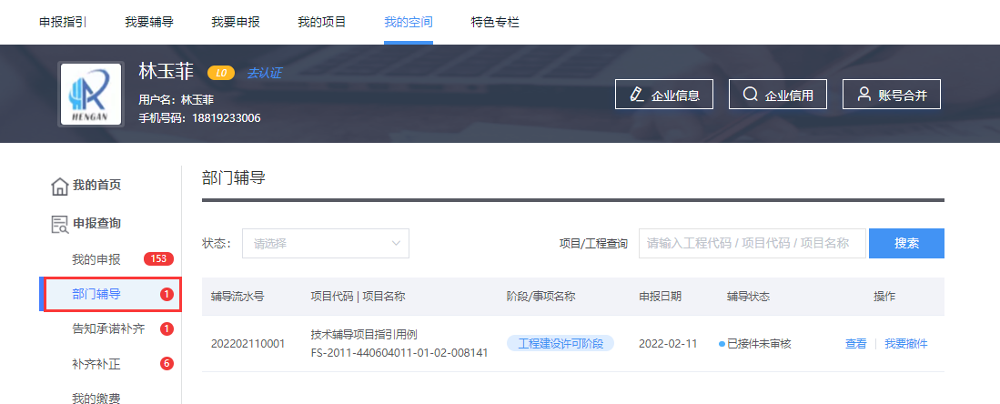 申报指引 我要辅导 我要申报 我的项目 我的空间 特色专栏
林玉菲 L0 去认证
用户名：林玉菲
手机号码：18819233006
HENGAN
企业信息 企业信用 账号合并
我的首页
申报查询
我的申报 153
部门辅导 1
告知承诺补齐 1
补齐补正 6
我的缴费
部门辅导
状态： 请选择 项目/工程查询 请输入工程代码 / 项目代码 / 项目名称 搜索
辅导流水号 项目代码 | 项目名称 阶段/事项名称 申报日期 辅导状态 操作
202202110001 技术辅导项目指引用例 工程建设许可阶段 2022-02-11 已接件未审核 查看 我要撤件
FS-2011-440604011-01-02-008141